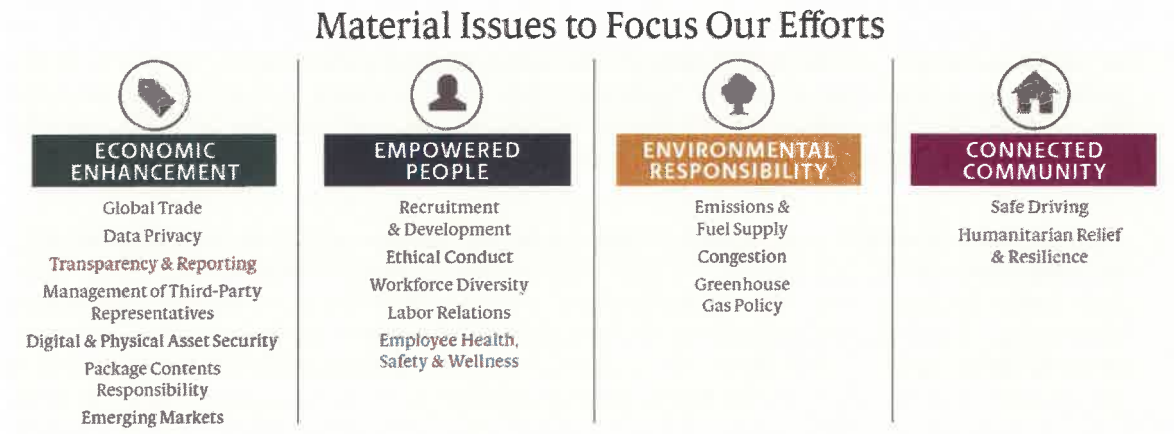 Material Issues to Focus Our Efforts
ECONOMIC
ENHANCEMENT
Global Trade
Data Privacy
Transparency & Reporting
Management of Third-Party
Representatives
Digital & Physical Asset Security
Package Contents
Responsibility
Emerging Markets
EMPOWERED
PEOPLE
Recruitment
& Development
Ethical Conduct
Workforce Diversity
Labor Relations
Employee Health,
Safety & Wellness
ENVIRONMENTAL
RESPONSIBILITY
Emissions &
Fuel Supply
Congestion
Greenhouse
Gas Policy
CONNECTED
COMMUNITY
Safe Driving
Humanitarian Relief
& Resilience